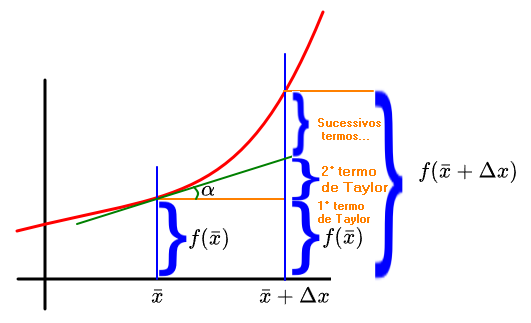 Sucessivos
termos...
f(x̄ + Δx)
α
2° termo
de Taylor
1° termo
de Taylor
f(x̄)
f(x̄)
x̄
x̄ + Δx